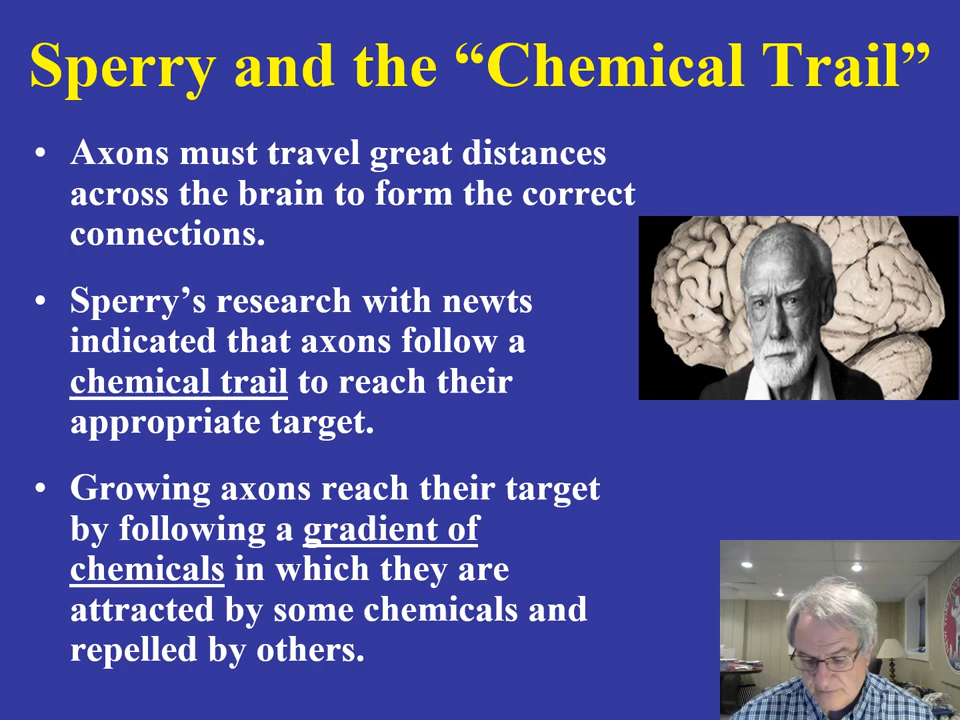 Sperry and the “Chemical Trail”
• Axons must travel great distances
across the brain to form the correct
connections.
• Sperry’s research with newts
indicated that axons follow a
chemical trail to reach their
appropriate target.
• Growing axons reach their target
by following a gradient of
chemicals in which they are
attracted by some chemicals and
repelled by others.